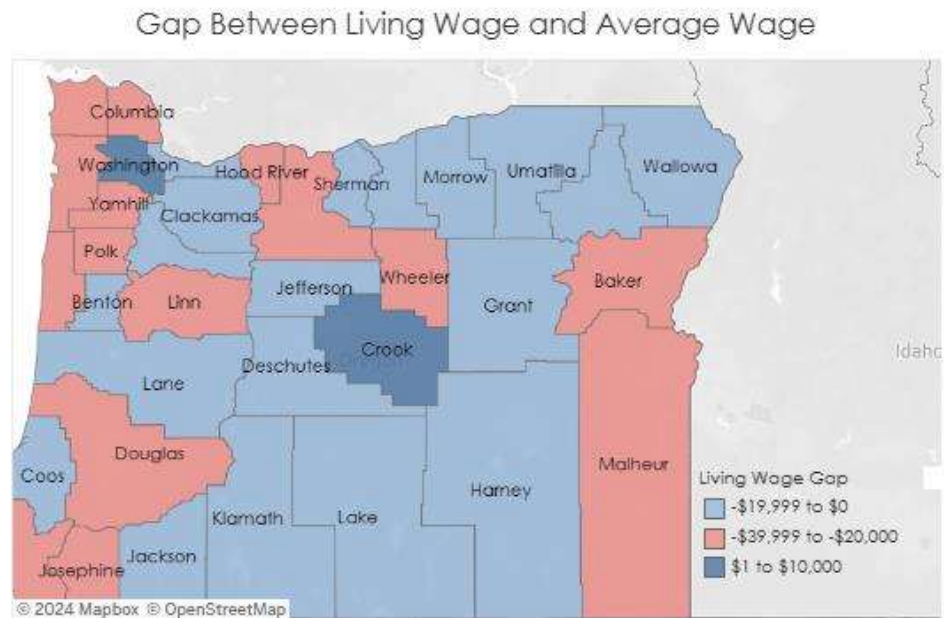 Gap Between Living Wage and Average Wage
Columbia
Washington
Hood River
Sherman
Morrow
Umatilla
Wallowa
Yamhill
Clackamas
Polk
Wheeler
Baker
Jefferson
Benton
Linn
Grant
Crook
Idaho
Deschutes
Lane
Douglas
Malheur
Coos
Harney
Klamath
Lake
Jackson
Josephine
Living Wage Gap
-$19,999 to $0
-$39,999 to -$20,000
$1 to $10,000
© 2024 Mapbox © OpenStreetMap